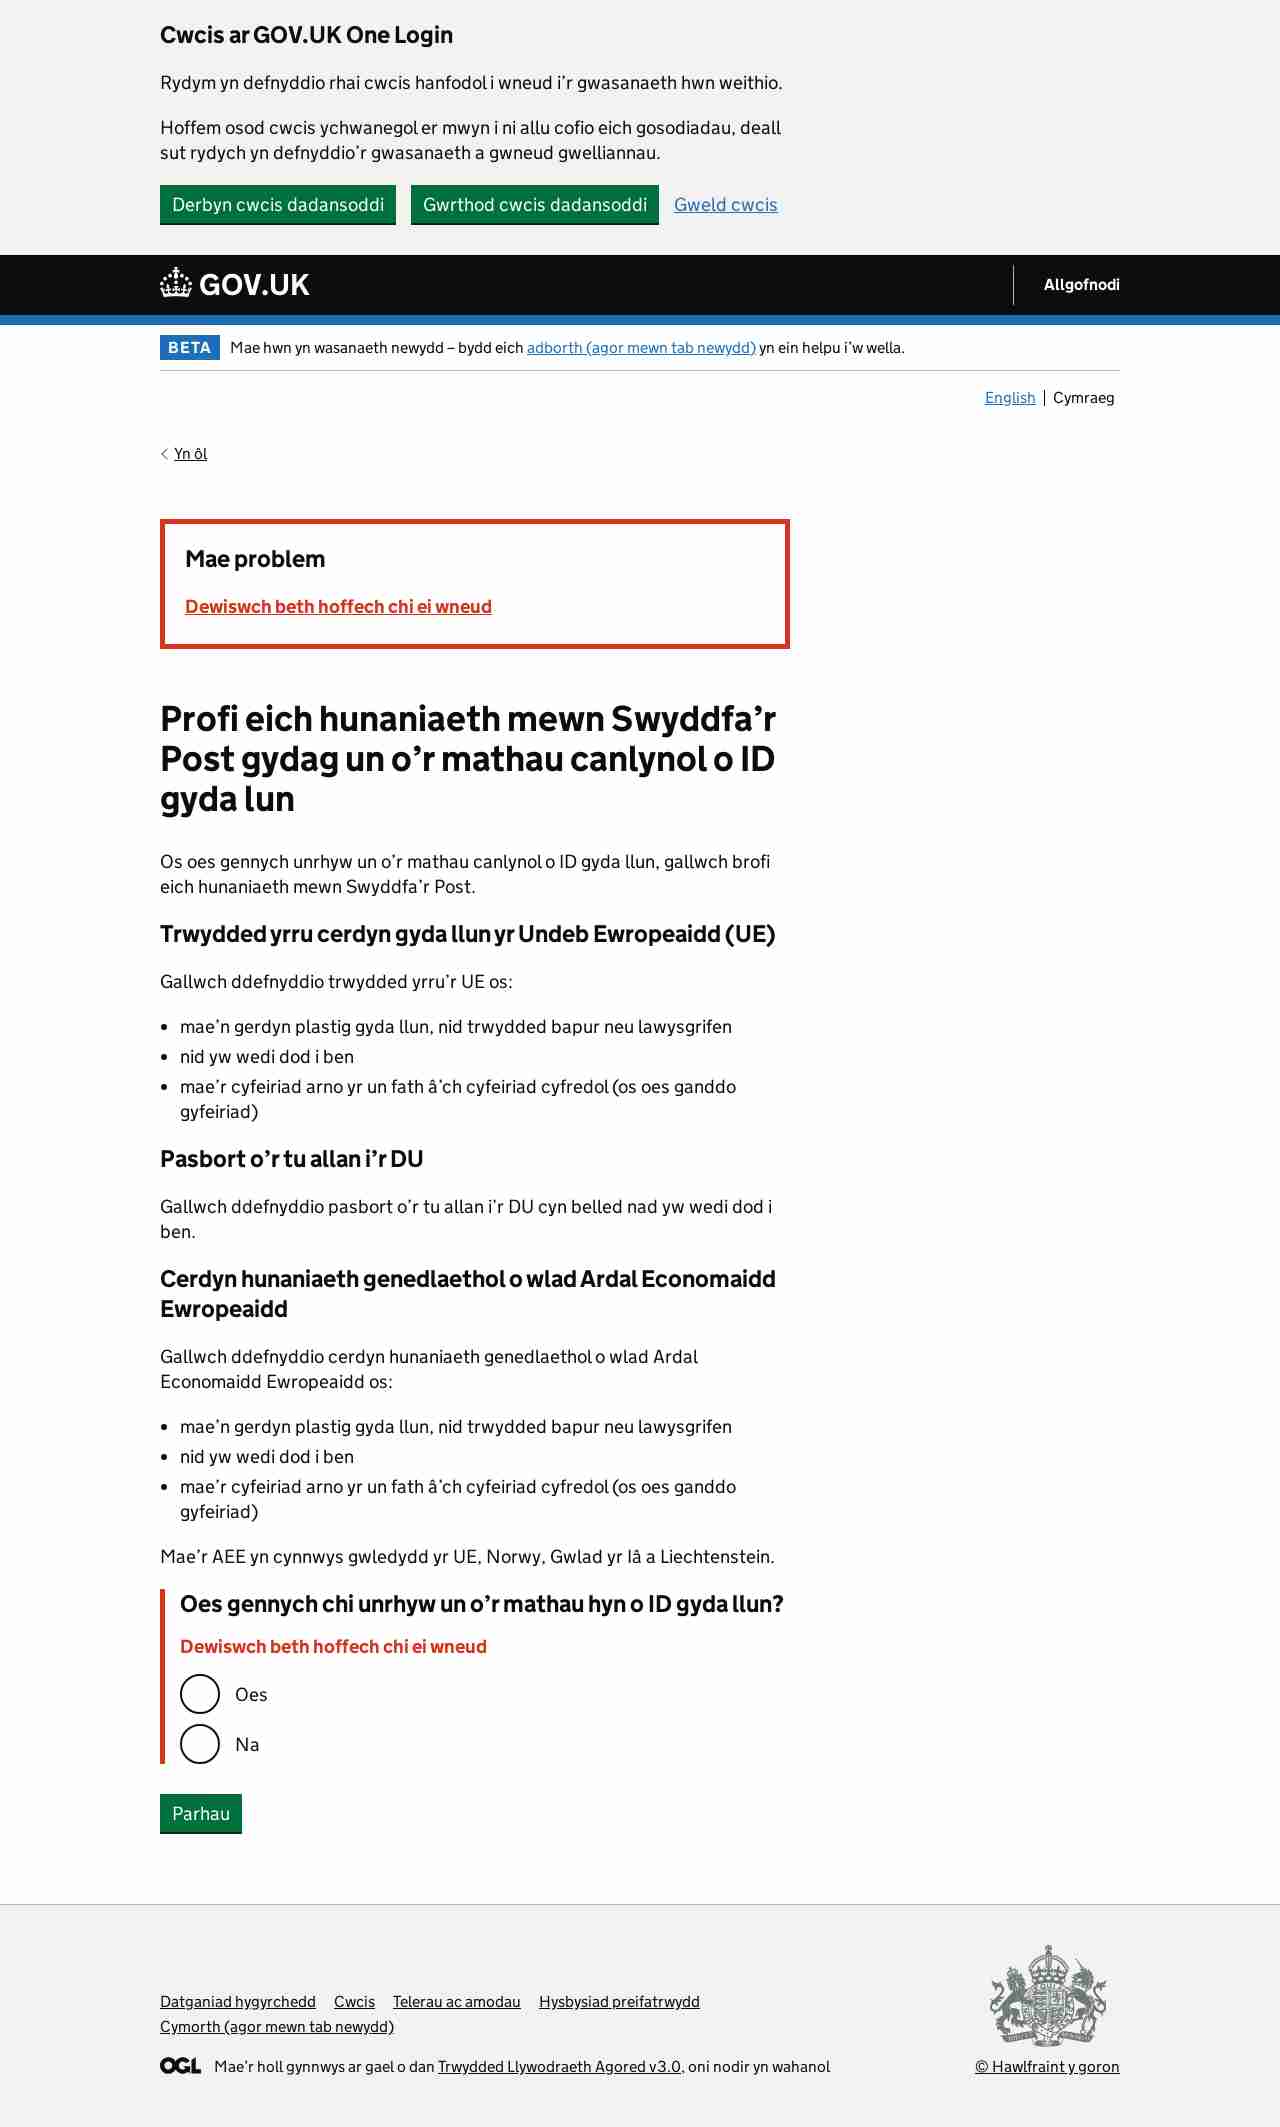 Cwcis ar GOV.UK One Login
Rydym yn defnyddio rhai cwcis hanfodol i wneud i’r gwasanaeth hwn weithio.
Hoffem osod cwcis ychwanegol er mwyn i ni allu cofio eich gosodiadau, deall
sut rydych yn defnyddio’r gwasanaeth a gwneud gwelliannau.
Derbyn cwcis dadansoddi Gwrthod cwcis dadansoddi Gweld cwcis
GOV.UK Allgofnodi
BETA Mae hwn yn wasanaeth newydd – bydd eich adborth (agor mewn tab newydd) yn ein helpu i’w wella.
English Cymraeg
Yn ôl
Mae problem
Dewiswch beth hoffech chi ei wneud
Profi eich hunaniaeth mewn Swyddfa’r
Post gydag un o’r mathau canlynol o ID
gyda lun
Os oes gennych unrhyw un o’r mathau canlynol o ID gyda llun, gallwch brofi
eich hunaniaeth mewn Swyddfa’r Post.
Trwydded yrru cerdyn gyda llun yr Undeb Ewropeaidd (UE)
Gallwch ddefnyddio trwydded yrru’r UE os:
• mae’n gerdyn plastig gyda llun, nid trwydded bapur neu lawysgrifen
• nid yw wedi dod i ben
• mae’r cyfeiriad arno yr un fath â’ch cyfeiriad cyfredol (os oes ganddo
gyfeiriad)
Pasbort o’r tu allan i’r DU
Gallwch ddefnyddio pasbort o’r tu allan i’r DU cyn belled nad yw wedi dod i
ben.
Cerdyn hunaniaeth genedlaethol o wlad Ardal Economaidd
Ewropeaidd
Gallwch ddefnyddio cerdyn hunaniaeth genedlaethol o wlad Ardal
Economaidd Ewropeaidd os:
• mae’n gerdyn plastig gyda llun, nid trwydded bapur neu lawysgrifen
• nid yw wedi dod i ben
• mae’r cyfeiriad arno yr un fath â’ch cyfeiriad cyfredol (os oes ganddo
gyfeiriad)
Mae’r AEE yn cynnwys gwledydd yr UE, Norwy, Gwlad yr Iâ a Liechtenstein.
Oes gennych chi unrhyw un o’r mathau hyn o ID gyda llun?
Dewiswch beth hoffech chi ei wneud
Oes
Na
Parhau
Datganiad hygyrchedd Cwcis Telerau ac amodau Hysbysiad preifatrwydd
Cymorth (agor mewn tab newydd)
OGL Mae’r holl gynnwys ar gael o dan Trwydded Llywodraeth Agored v3.0, oni nodir yn wahanol
© Hawlfraint y goron